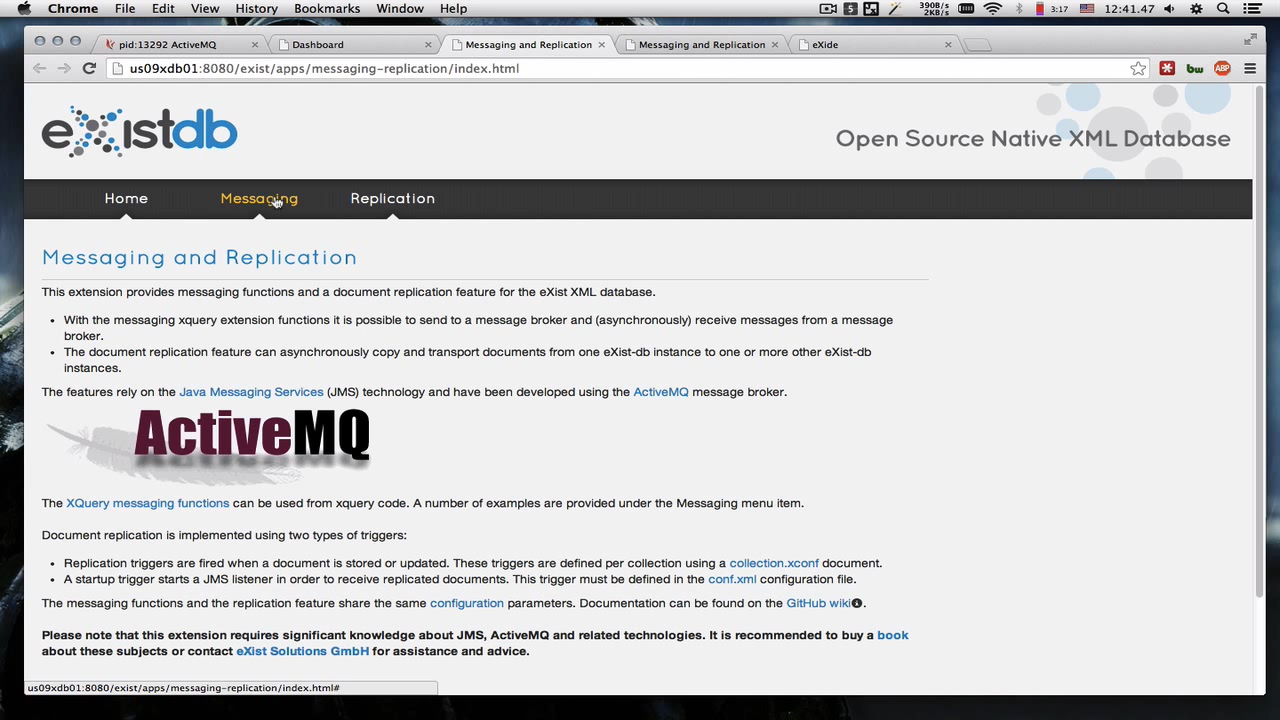 Chrome File Edit View History Bookmarks Window Help 5 390B/s 2KB/s 3:17 12:41.47
pid:13292 ActiveMQ Dashboard Messaging and Replication Messaging and Replication eXide
us09xdb01:8080/exist/apps/messaging-replication/index.html bw ABP
eXistdb Open Source Native XML Database
Home Messaging Replication
Messaging and Replication
This extension provides messaging functions and a document replication feature for the eXist XML database.
• With the messaging xquery extension functions it is possible to send to a message broker and (asynchronously) receive messages from a message
broker.
• The document replication feature can asynchronously copy and transport documents from one eXist-db instance to one or more other eXist-db
instances.
The features rely on the Java Messaging Services (JMS) technology and have been developed using the ActiveMQ message broker.
ActiveMQ
The XQuery messaging functions can be used from xquery code. A number of examples are provided under the Messaging menu item.
Document replication is implemented using two types of triggers:
• Replication triggers are fired when a document is stored or updated. These triggers are defined per collection using a collection.xconf document.
• A startup trigger starts a JMS listener in order to receive replicated documents. This trigger must be defined in the conf.xml configuration file.
The messaging functions and the replication feature share the same configuration parameters. Documentation can be found on the GitHub wiki.
Please note that this extension requires significant knowledge about JMS, ActiveMQ and related technologies. It is recommended to buy a book
about these subjects or contact eXist Solutions GmbH for assistance and advice.
us09xdb01:8080/exist/apps/messaging-replication/index.html#